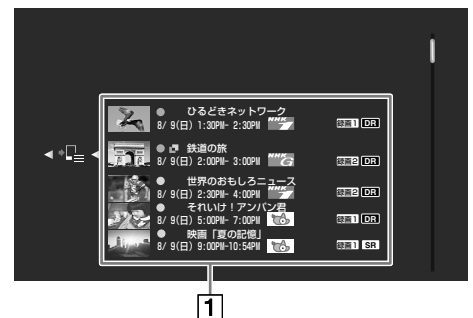 ひるどきネットワーク
8/ 9(日) 1:30PM- 2:30PM NHK 録画1 DR
鉄道の旅
8/ 9(日) 2:00PM- 3:00PM NHK G 録画2 DR
世界のおもしろニュース
8/ 9(日) 2:30PM- 4:00PM NHK 録画2 DR
それいけ！アンパン君
8/ 9(日) 5:00PM- 7:00PM 録画1 DR
映画「夏の記憶」
8/ 9(日) 9:00PM-10:54PM 録画1 SR
1